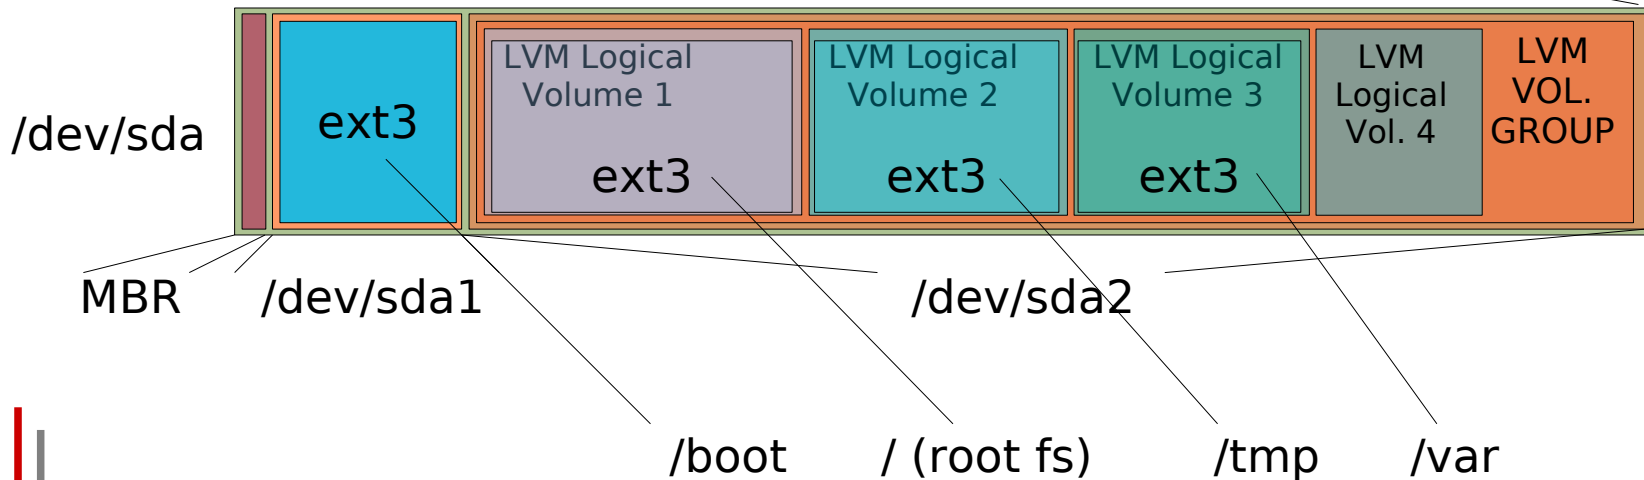 /dev/sda
ext3
LVM Logical
Volume 1
ext3
LVM Logical
Volume 2
ext3
LVM Logical
Volume 3
ext3
LVM
Logical
Vol. 4
LVM
VOL.
GROUP
MBR
/dev/sda1
/dev/sda2
/boot
/ (root fs)
/tmp
/var